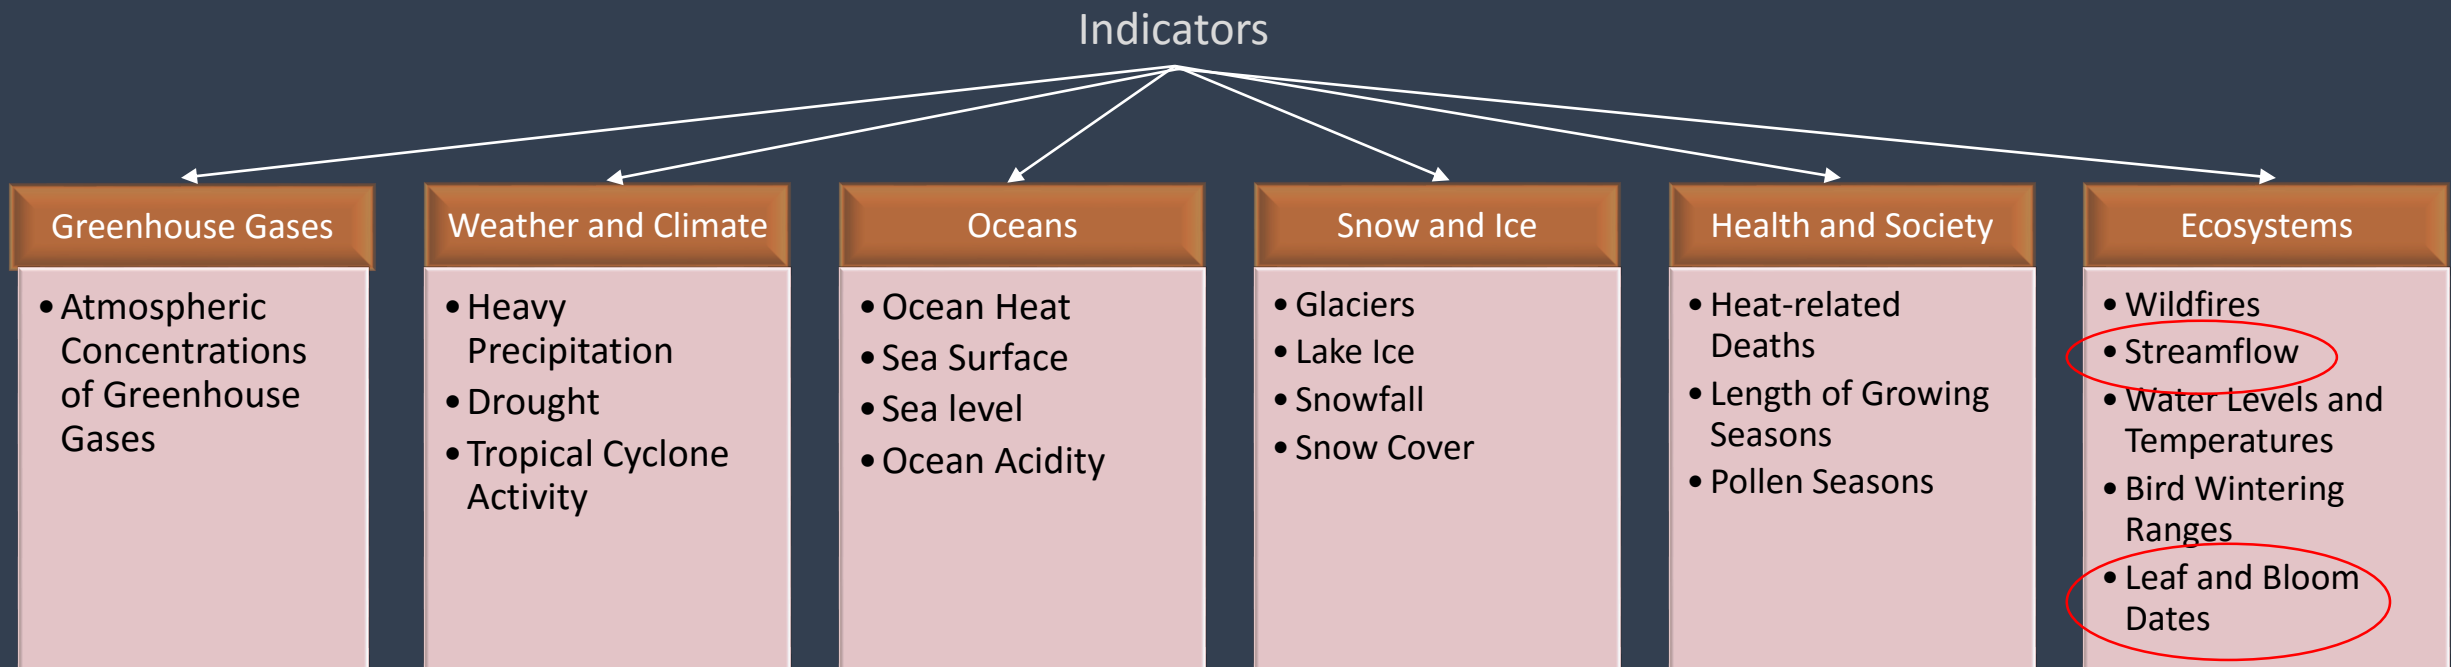 Indicators
Greenhouse Gases
• Atmospheric
Concentrations
of Greenhouse
Gases
Weather and Climate
• Heavy
Precipitation
• Drought
• Tropical Cyclone
Activity
Oceans
• Ocean Heat
• Sea Surface
• Sea level
• Ocean Acidity
Snow and Ice
• Glaciers
• Lake Ice
• Snowfall
• Snow Cover
Health and Society
• Heat-related
Deaths
• Length of Growing
Seasons
• Pollen Seasons
Ecosystems
• Wildfires
• Streamflow
• Water Levels and
Temperatures
• Bird Wintering
Ranges
• Leaf and Bloom
Dates